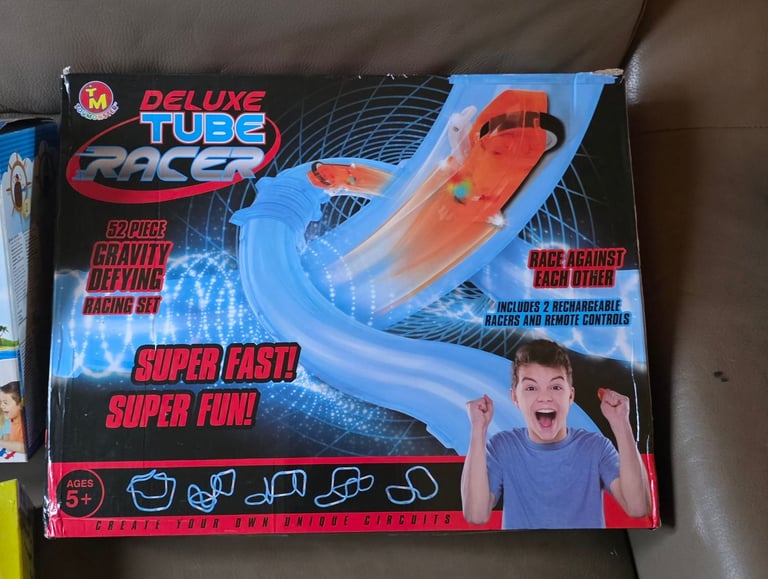 TM
DELUXE
TUBE
RACER
52 PIECE
GRAVITY
DEFYING
RACING SET
RACE AGAINST
EACH OTHER
INCLUDES 2 RECHARGEABLE
RACERS AND REMOTE CONTROLS
SUPER FAST!
SUPER FUN!
AGES
5+
CREATE YOUR OWN UNIQUE CIRCUITS